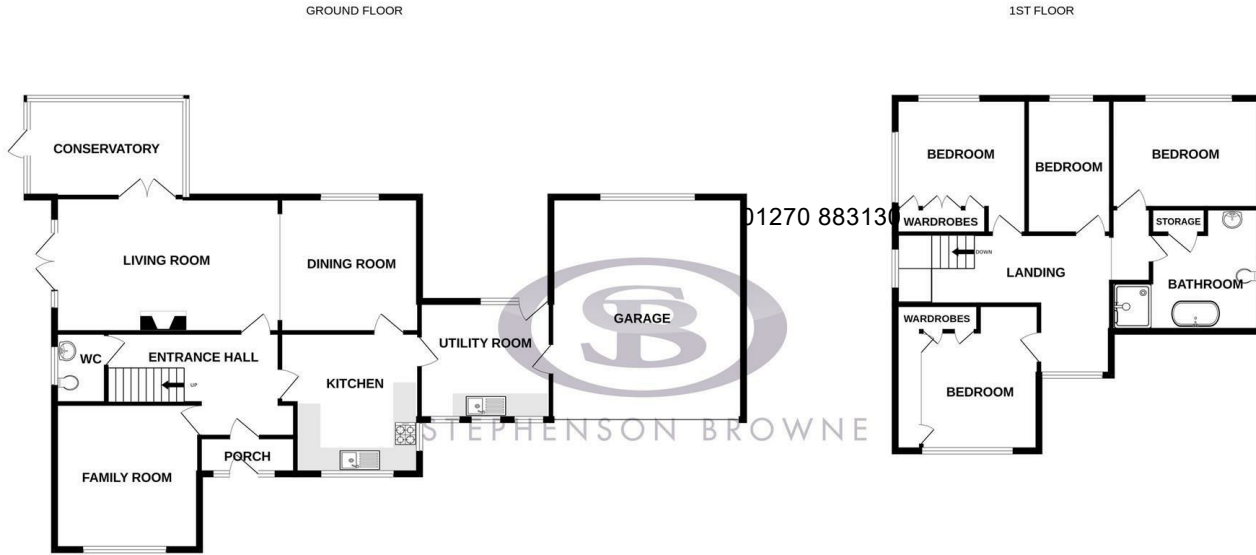 GROUND FLOOR
1ST FLOOR
CONSERVATORY
LIVING ROOM
DINING ROOM
WC
ENTRANCE HALL
UP
KITCHEN
UTILITY ROOM
GARAGE
PORCH
FAMILY ROOM
01270 883130
SB
STEPHENSON BROWNE
BEDROOM
BEDROOM
BEDROOM
WARDROBES
STORAGE
DOWN
LANDING
BATHROOM
WARDROBES
BEDROOM